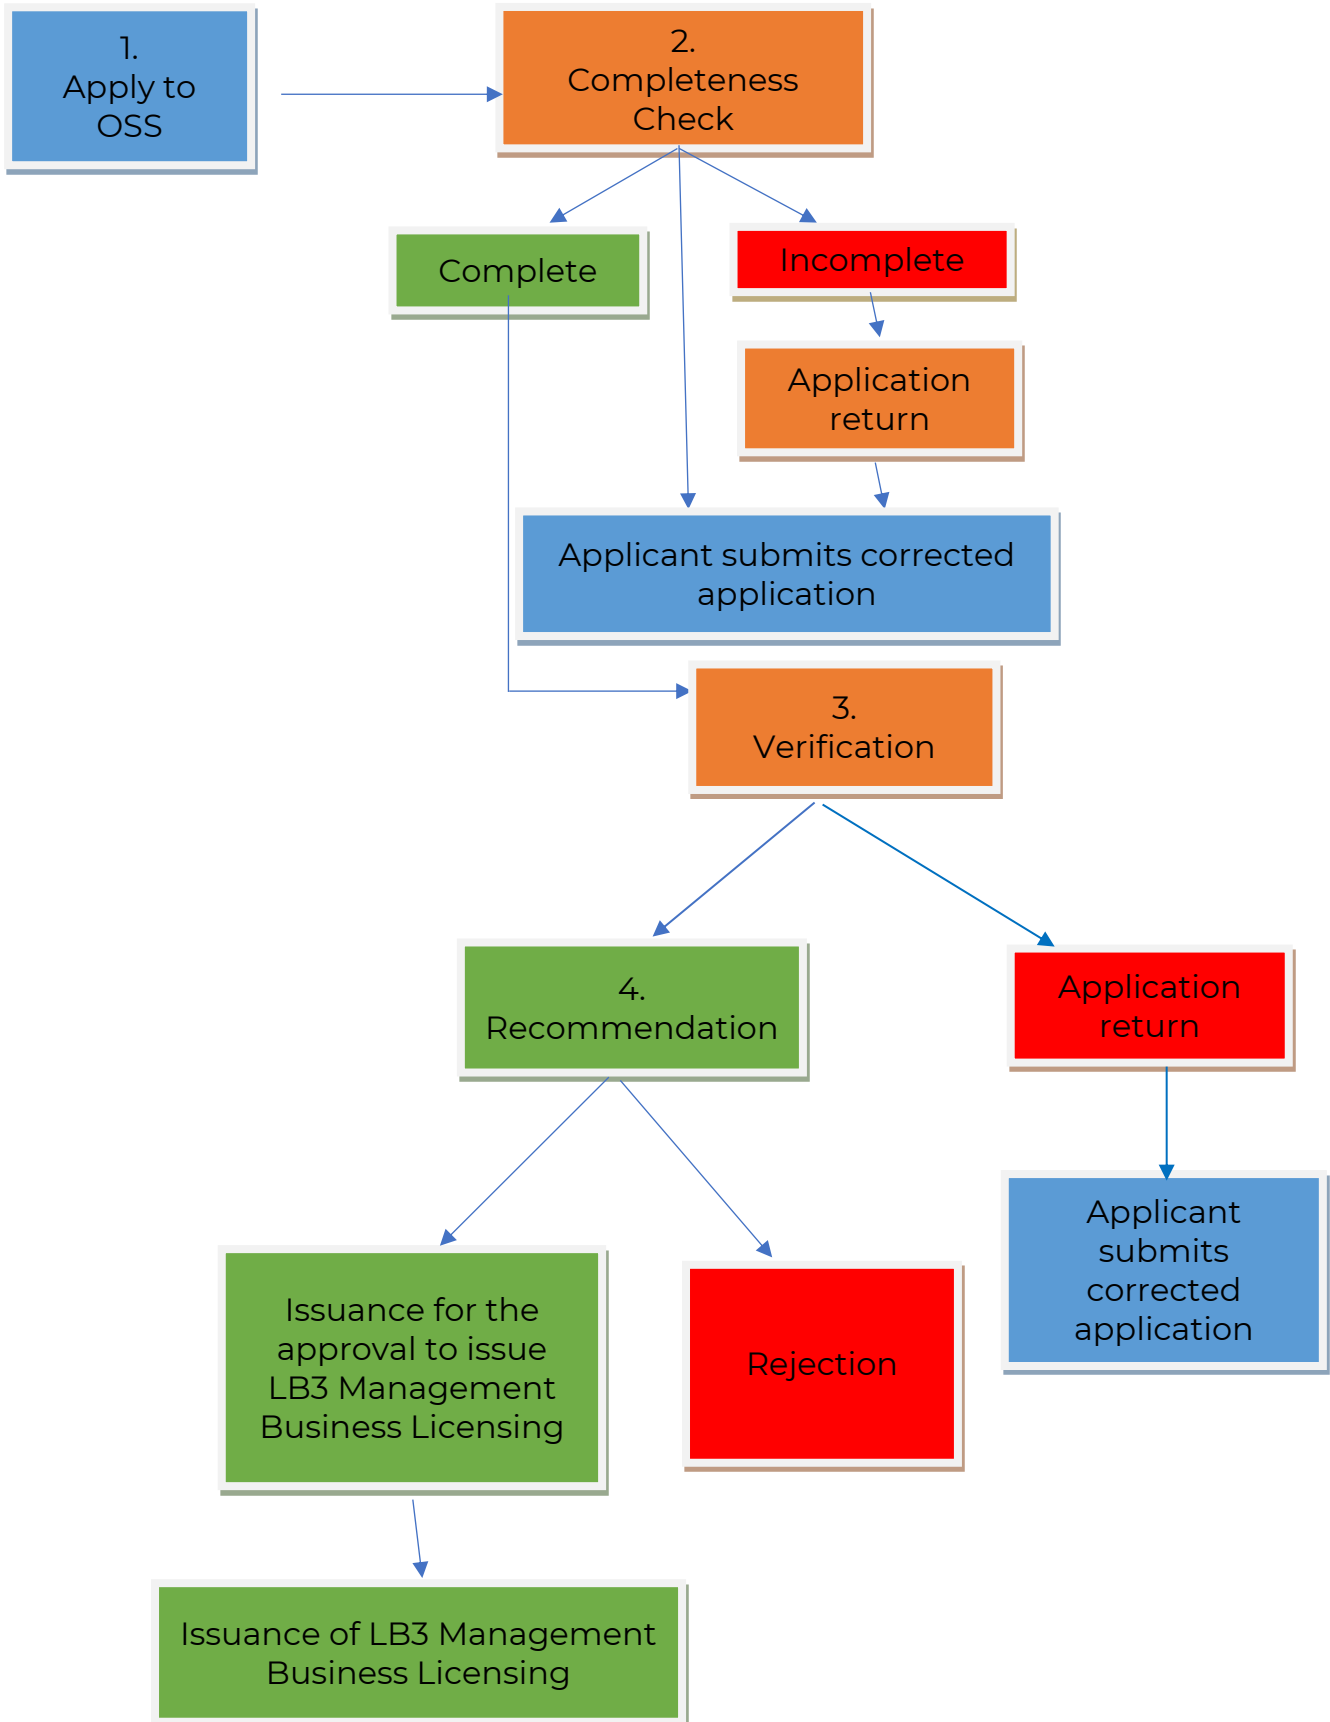 1.
Apply to
OSS
2.
Completeness
Check
Complete
Incomplete
Application
return
Applicant submits corrected
application
3.
Verification
4.
Recommendation
Application
return
Issuance for the
approval to issue
LB3 Management
Business Licensing
Rejection
Applicant
submits
corrected
application
Issuance of LB3 Management
Business Licensing